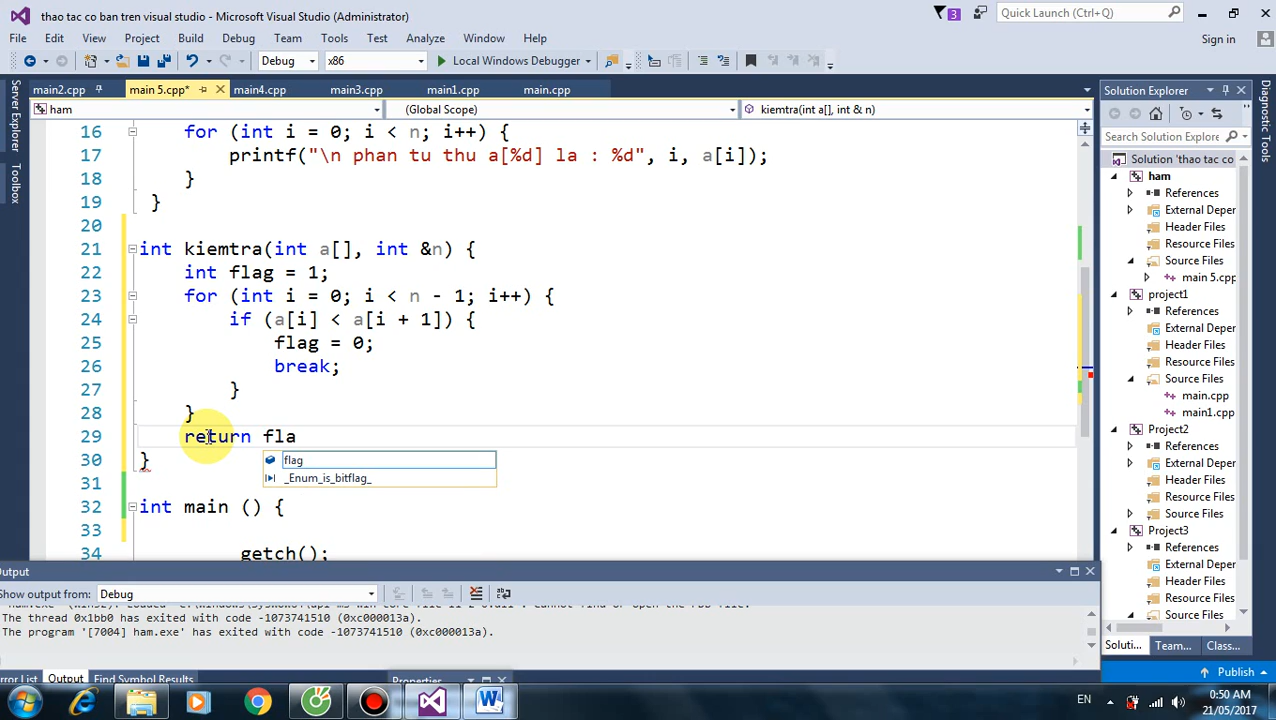 thao tac co ban tren visual studio - Microsoft Visual Studio (Administrator)
3
Quick Launch (Ctrl+Q)
File Edit View Project Build Debug Team Tools Test Analyze Window Help
Sign in
Debug x86 Local Windows Debugger
main2.cpp main 5.cpp* main4.cpp main3.cpp main1.cpp main.cpp
ham (Global Scope) kiemtra(int a[], int & n)
Server Explorer
Toolbox
16 for (int i = 0; i < n; i++) {
17 printf("\n phan tu thu a[%d] la : %d", i, a[i]);
18 }
19 }
20
21 int kiemtra(int a[], int &n) {
22 int flag = 1;
23 for (int i = 0; i < n - 1; i++) {
24 if (a[i] < a[i + 1]) {
25 flag = 0;
26 break;
27 }
28 }
29 return fla
30 }
flag
_Enum_is_bitflag_
31
32 int main () {
33
34 getch();
Solution Explorer
Search Solution Explorer
Solution 'thao tac co
ham
References
External Deper
Header Files
Resource Files
Source Files
main 5.cpp
project1
References
External Deper
Header Files
Resource Files
Source Files
main.cpp
main1.cpp
Project2
References
External Deper
Header Files
Resource Files
Source Files
Project3
References
External Deper
Header Files
Resource Files
Source Files
Soluti... Team... Class...
Diagnostic Tools
Output
Show output from: Debug
The thread 0x1bb0 has exited with code -1073741510 (0xc000013a).
The program '[7004] ham.exe' has exited with code -1073741510 (0xc000013a).
rror List Output Find Symbol Results Properties
Publish
EN
0:50 AM
21/05/2017